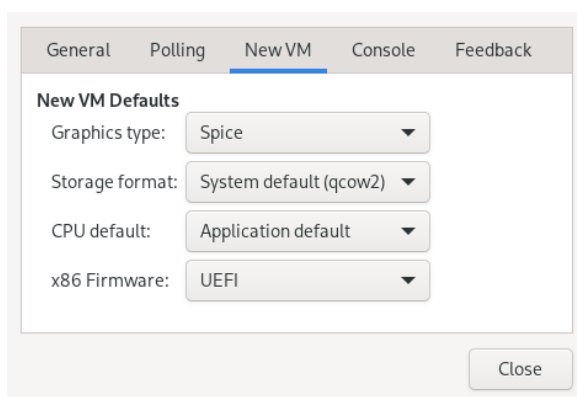 General Polling New VM Console Feedback
New VM Defaults
Graphics type: Spice
Storage format: System default (qcow2)
CPU default: Application default
x86 Firmware: UEFI
Close